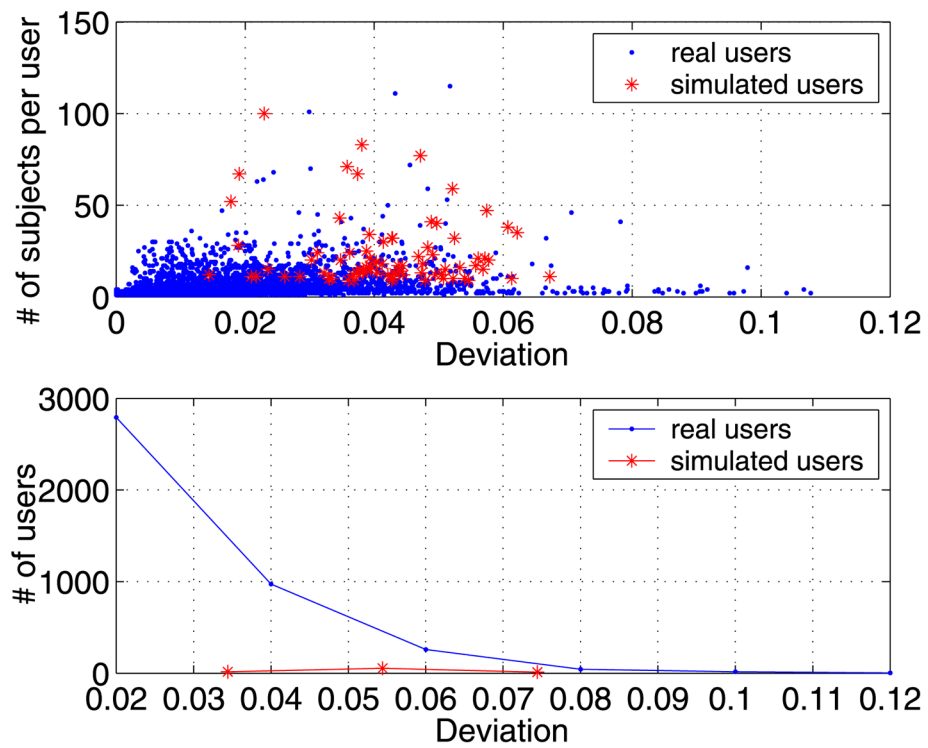 # of subjects per user
150
100
50
0
real users
simulated users
0 0.02 0.04 0.06 0.08 0.1 0.12
Deviation
# of users
3000
2000
1000
0
real users
simulated users
0.02 0.03 0.04 0.05 0.06 0.07 0.08 0.09 0.1 0.11 0.12
Deviation